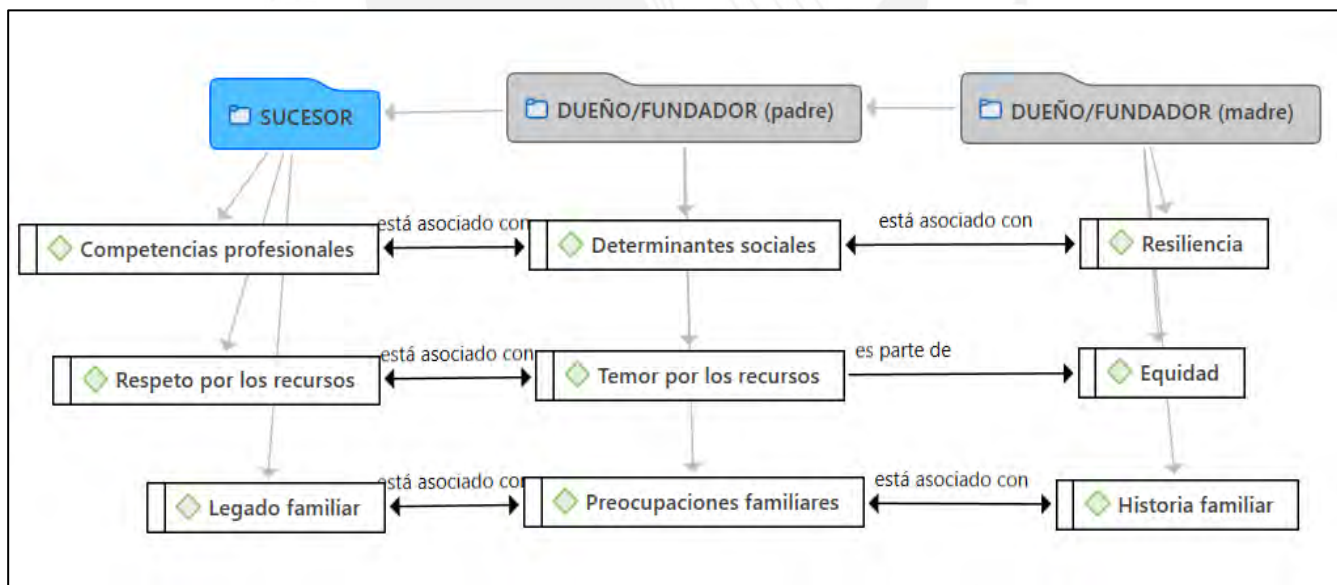 SUCESOR
DUEÑO/FUNDADOR (padre)
DUEÑO/FUNDADOR (madre)
Competencias profesionales
está asociado con
Determinantes sociales
está asociado con
Resiliencia
Respeto por los recursos
está asociado con
Temor por los recursos
es parte de
Equidad
Legado familiar
está asociado con
Preocupaciones familiares
está asociado con
Historia familiar